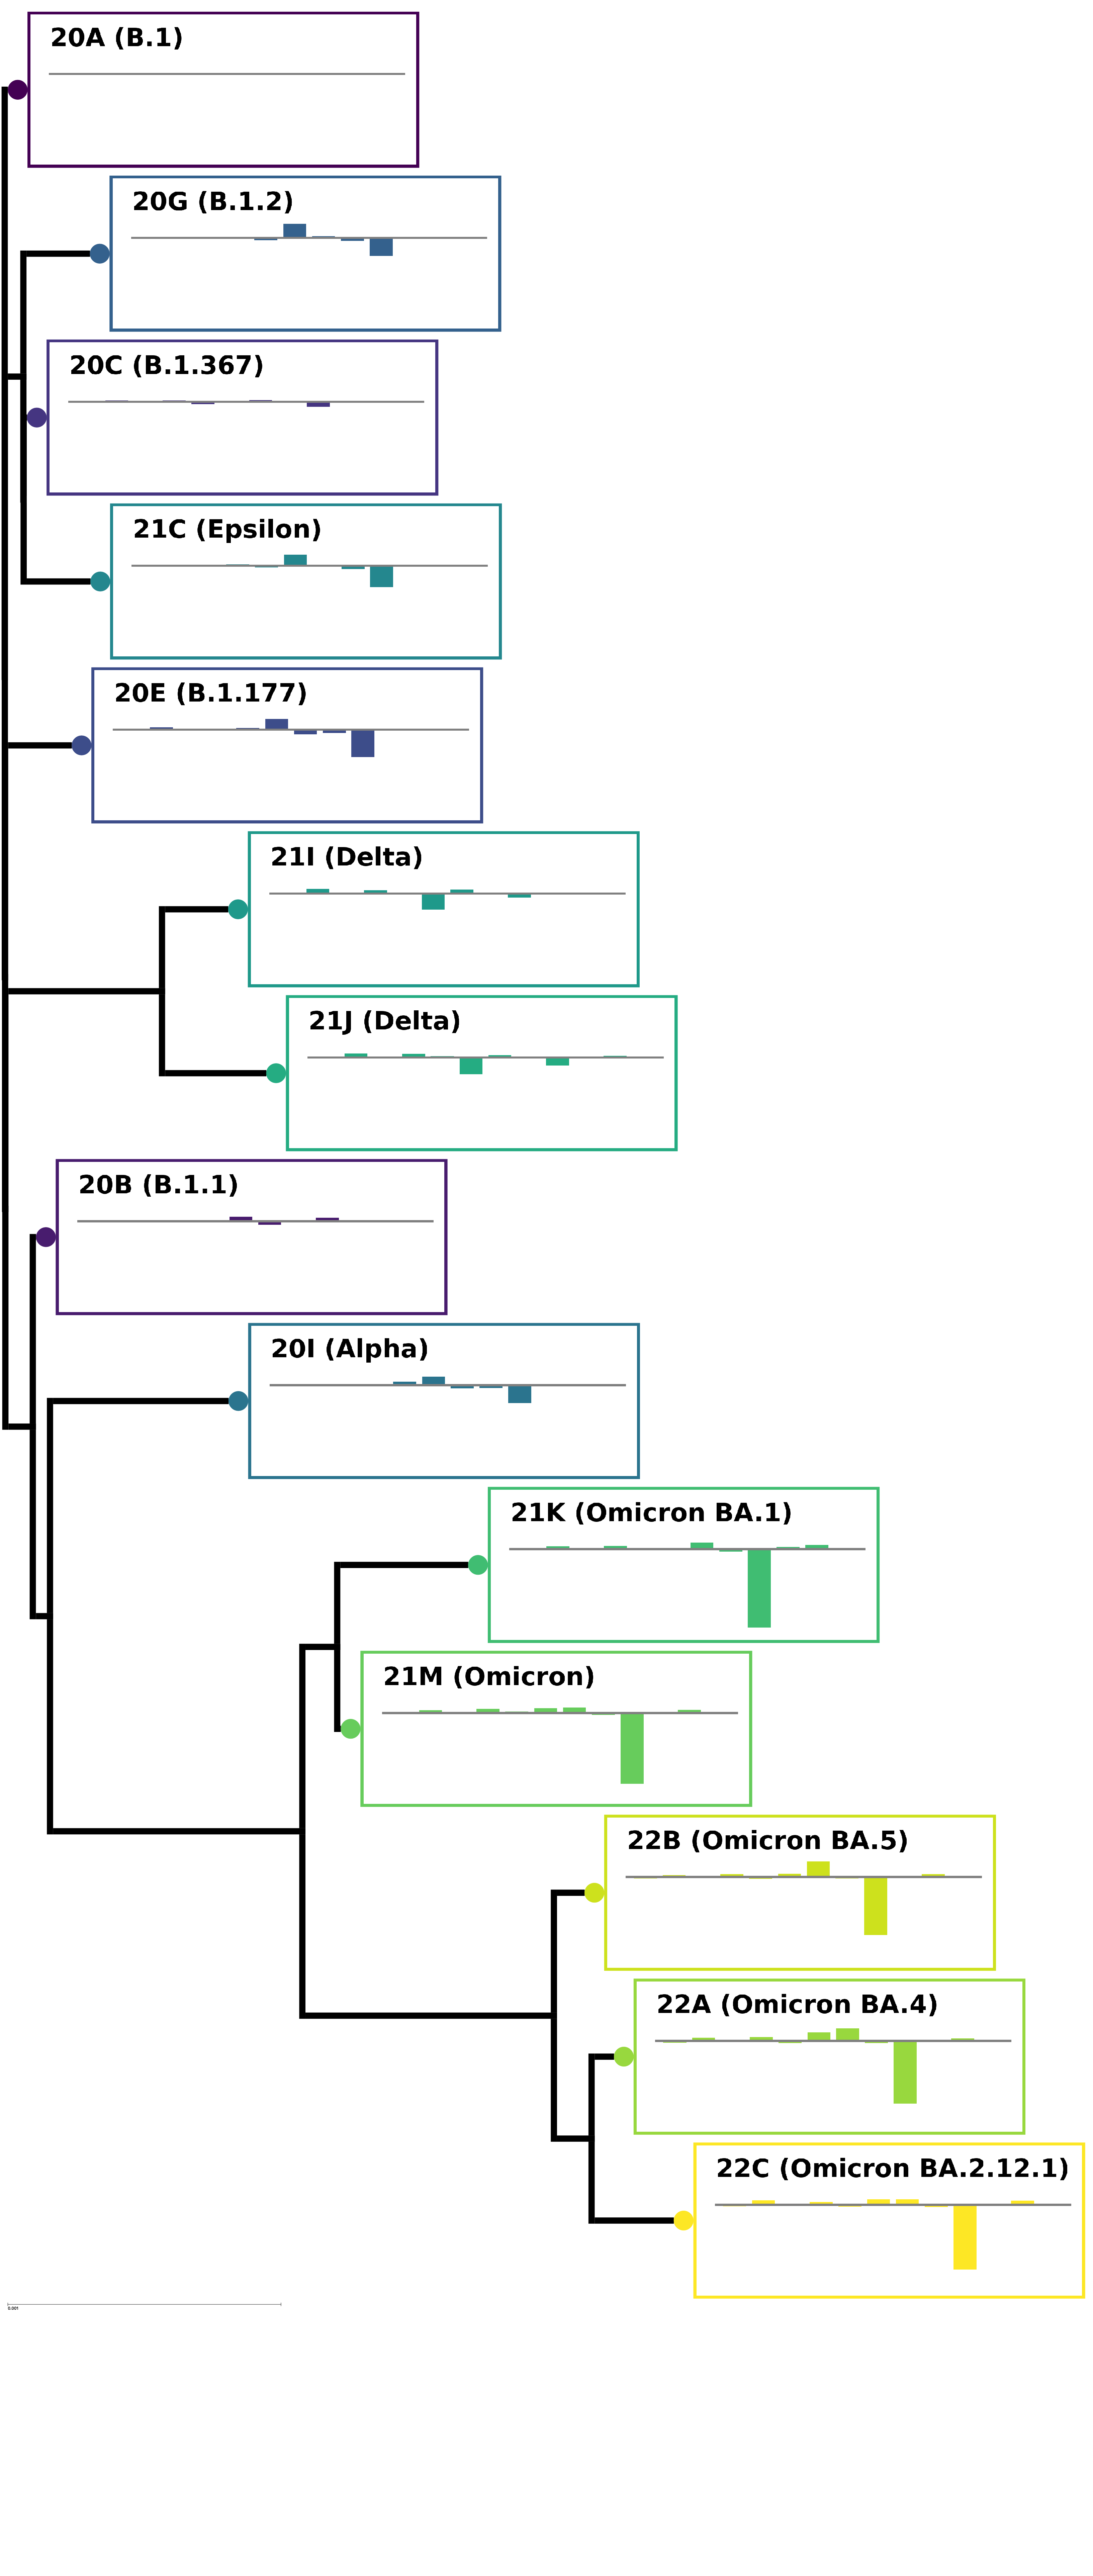 20A (B.1)
20G (B.1.2)
20C (B.1.367)
21C (Epsilon)
20E (B.1.177)
21I (Delta)
21J (Delta)
20B (B.1.1)
20I (Alpha)
21K (Omicron BA.1)
21M (Omicron)
22B (Omicron BA.5)
22A (Omicron BA.4)
22C (Omicron BA.2.12.1)
0.001